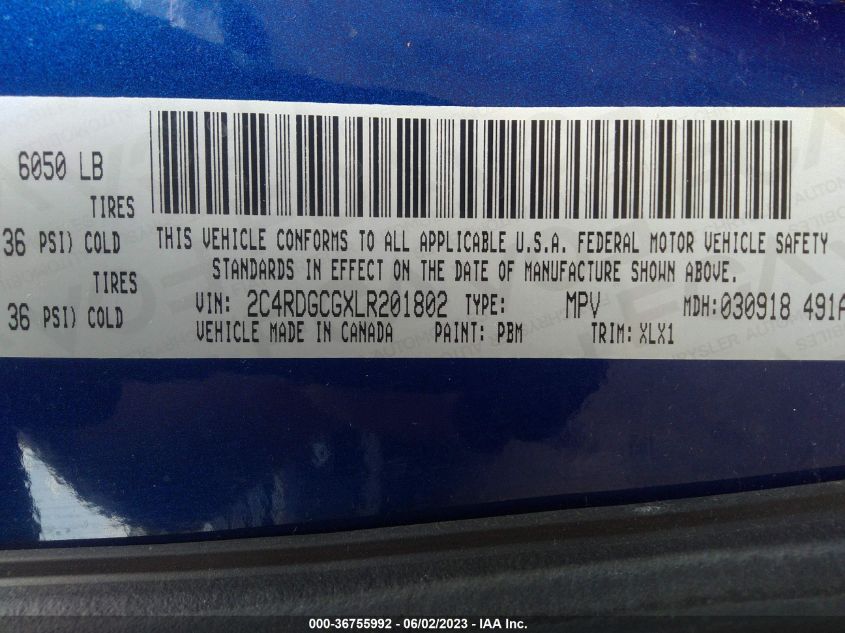 6050 LB
TIRES
36 PSI) COLD
TIRES
36 PSI) COLD
THIS VEHICLE CONFORMS TO ALL APPLICABLE U.S.A. FEDERAL MOTOR VEHICLE SAFETY
STANDARDS IN EFFECT ON THE DATE OF MANUFACTURE SHOWN ABOVE.
VIN: 2C4RDGCGXLR201802 TYPE: MPV MDH:030918 491A
VEHICLE MADE IN CANADA PAINT: PBM TRIM: XLX1
000-36755992 - 06/02/2023 - IAA Inc.